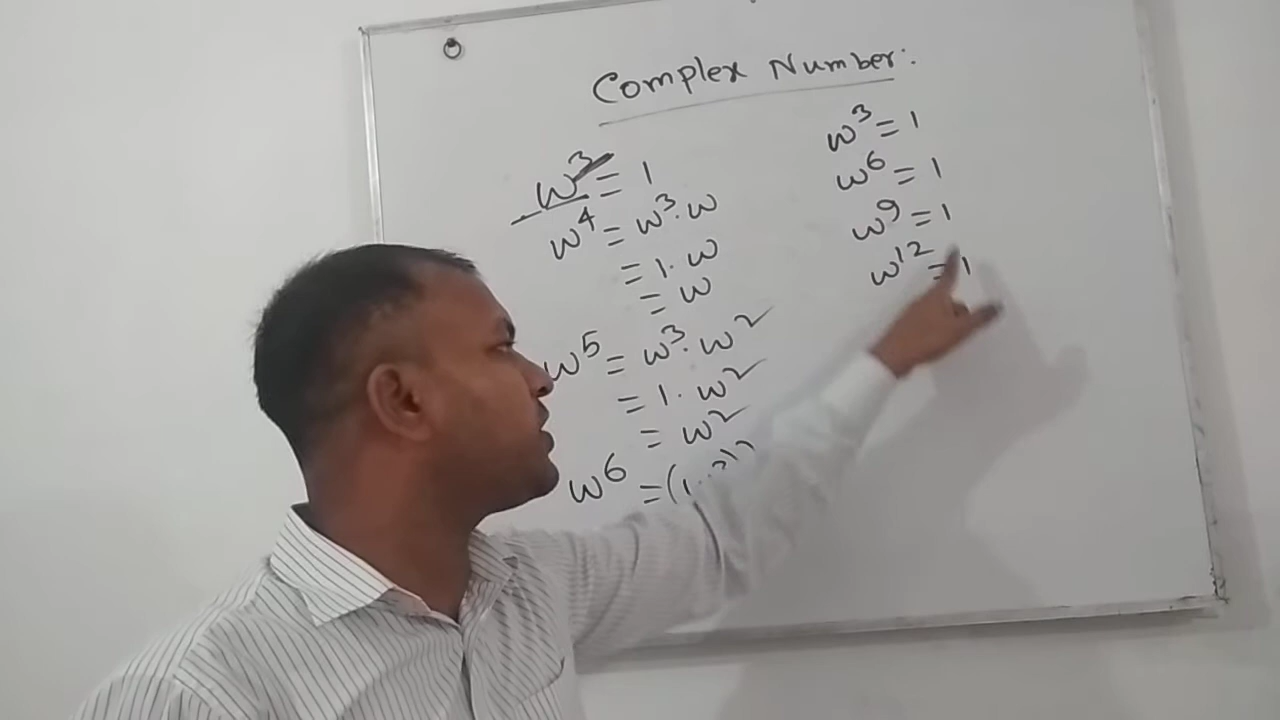 Complex Number:
w³ = 1
w⁴ = w³. w
= 1. w
= w
w⁵ = w³. w²
= 1. w²
= w²
w⁶ = (
w³ = 1
w⁶ = 1
w⁹ = 1
w¹² = 1